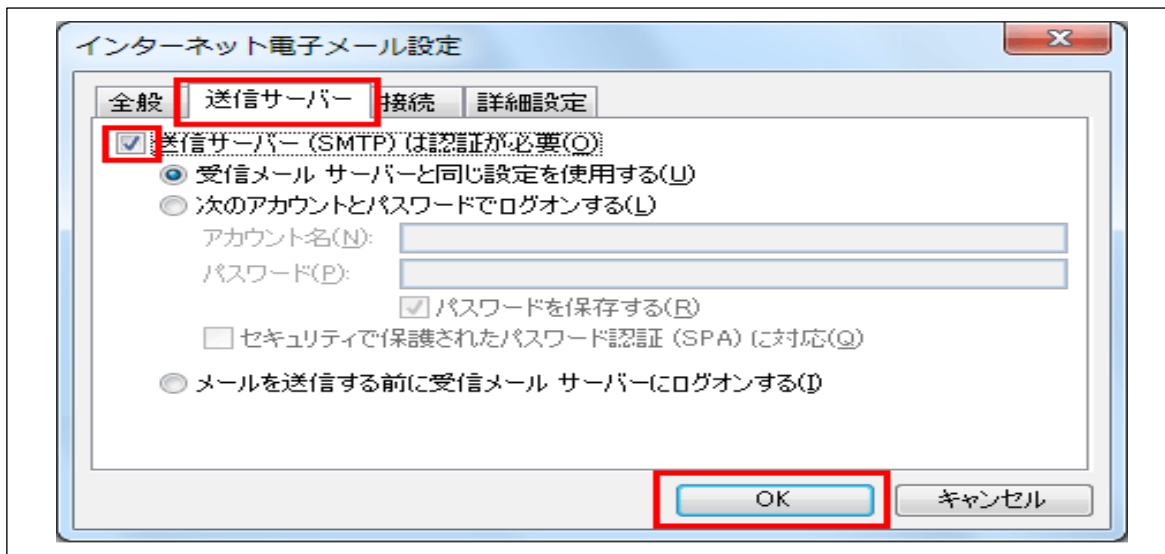 インターネット電子メール設定
全般 送信サーバー 接続 詳細設定
送信サーバー (SMTP) は認証が必要(O)
受信メール サーバーと同じ設定を使用する(U)
次のアカウントとパスワードでログオンする(L)
アカウント名(N):
パスワード(P):
パスワードを保存する(R)
セキュリティで保護されたパスワード認証 (SPA) に対応(Q)
メールを送信する前に受信メール サーバーにログオンする(I)
OK キャンセル